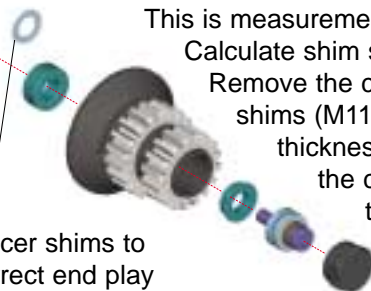 This is measureme
Calculate shim s
Remove the c
shims (M11
thicknes
the c
t
cer shims to
rect end play